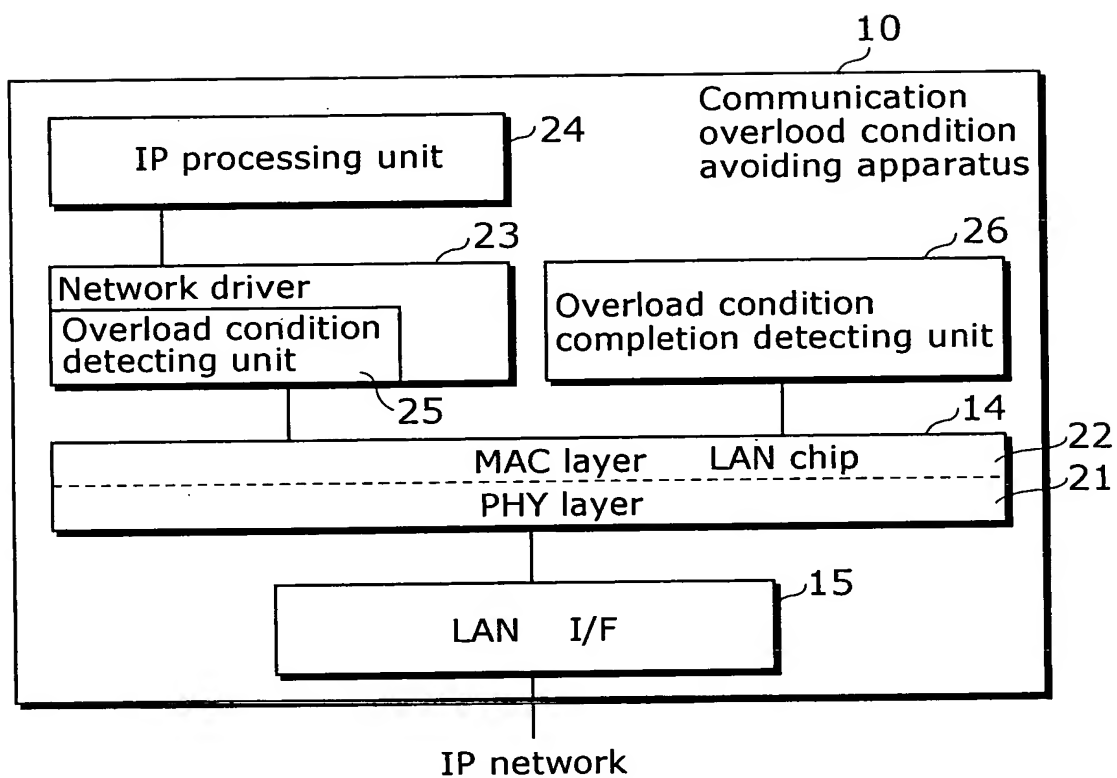 10
Communication
overlood condition
avoiding apparatus
24
IP processing unit
23
Network driver
Overload condition
detecting unit
25
26
Overload condition
completion detecting unit
14
MAC layer LAN chip
22
PHY layer
21
LAN I/F
15
IP network